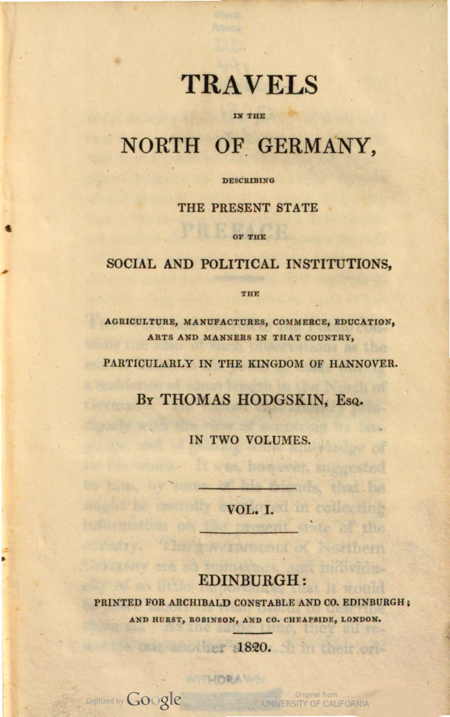 TRAVELS
IN THE
NORTH OF GERMANY,
DESCRIBING
THE PRESENT STATE
OF THE
SOCIAL AND POLITICAL INSTITUTIONS,
THE
AGRICULTURE, MANUFACTURES, COMMERCE, EDUCATION,
ARTS AND MANNERS IN THAT COUNTRY,
PARTICULARLY IN THE KINGDOM OF HANNOVER.
BY THOMAS HODGSKIN, ESQ.
IN TWO VOLUMES.
VOL. I.
EDINBURGH:
PRINTED FOR ARCHIBALD CONSTABLE AND CO. EDINBURGH;
AND HURST, ROBINSON, AND CO. CHEAPSIDE, LONDON.
1820.
Digitized by Google
Original from
UNIVERSITY OF CALIFORNIA